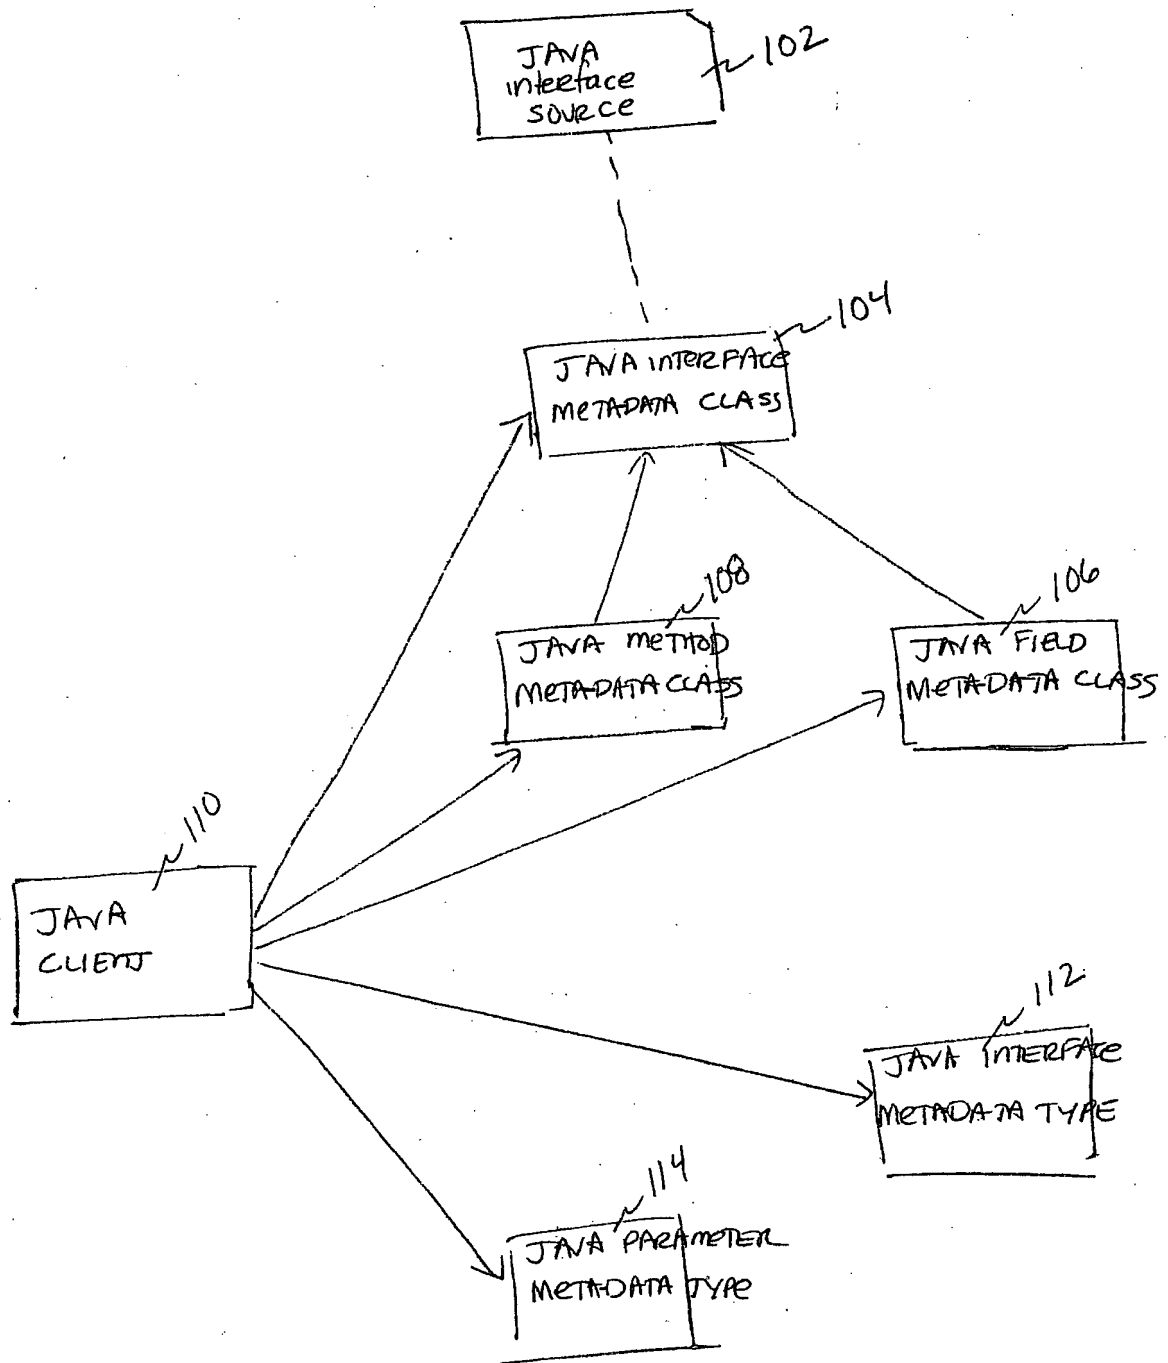 JAVA
interface
source
102
104
JAVA INTERFACE
METADATA CLASS
108
JAVA METHOD
METADATA CLASS
106
JAVA FIELD
METADATA CLASS
110
JAVA
CLIENT
112
JAVA INTERFACE
METADATA TYPE
114
JAVA PARAMETER
METADATA TYPE